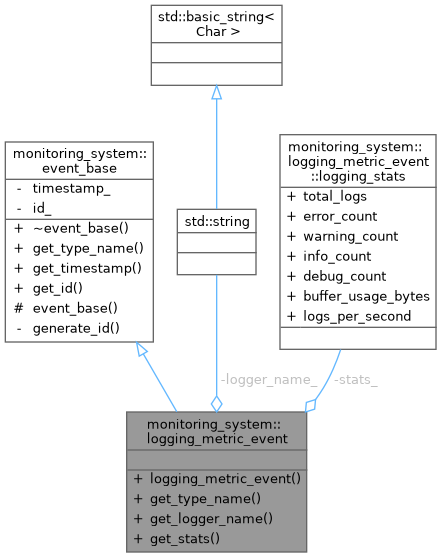 std::basic_string<
Char >
monitoring_system::
event_base
- timestamp_
- id_
+ ~event_base()
+ get_type_name()
+ get_timestamp()
+ get_id()
# event_base()
- generate_id()
std::string
monitoring_system::
logging_metric_event
::logging_stats
+ total_logs
+ error_count
+ warning_count
+ info_count
+ debug_count
+ buffer_usage_bytes
+ logs_per_second
-logger_name_
-stats_
monitoring_system::
logging_metric_event
+ logging_metric_event()
+ get_type_name()
+ get_logger_name()
+ get_stats()